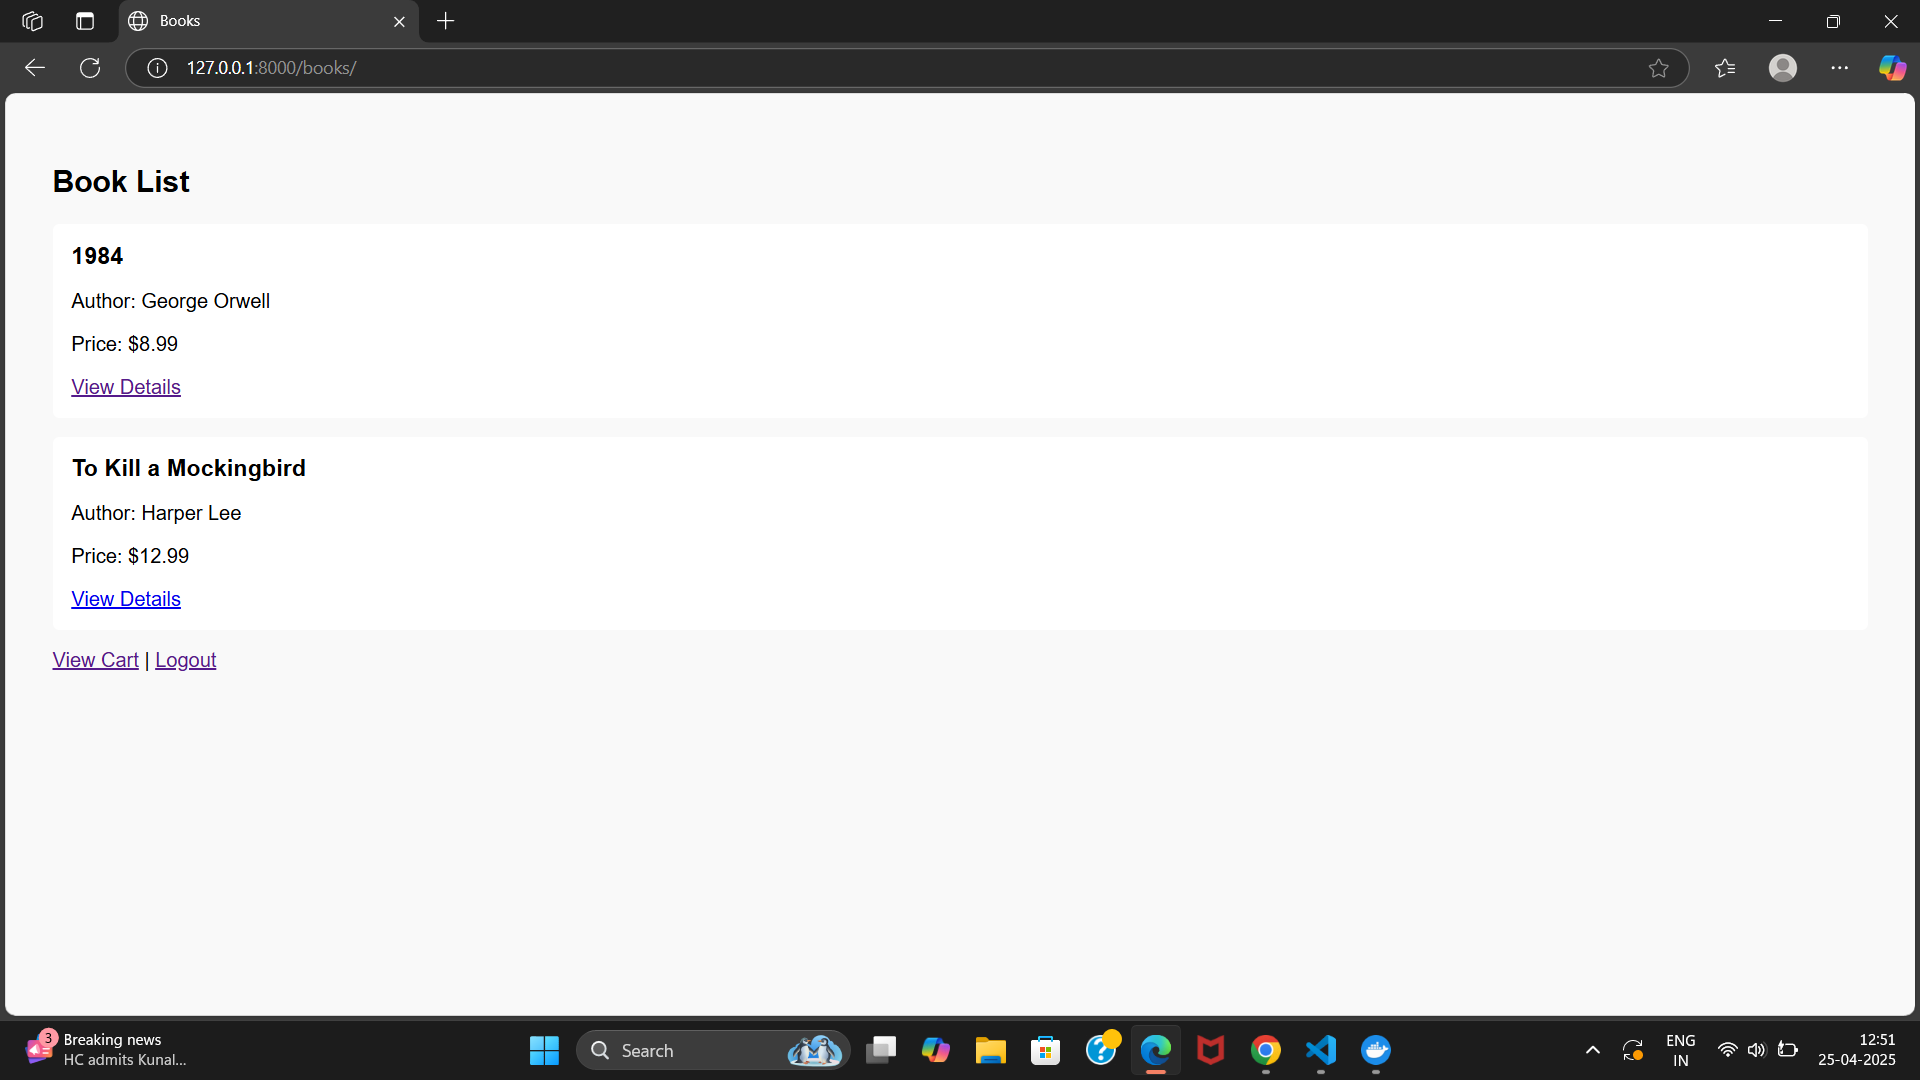 Books
127.0.0.1:8000/books/
Book List
1984
Author: George Orwell
Price: $8.99
View Details
To Kill a Mockingbird
Author: Harper Lee
Price: $12.99
View Details
View Cart | Logout
3
Breaking news
HC admits Kunal...
Search
ENG
IN
12:51
25-04-2025